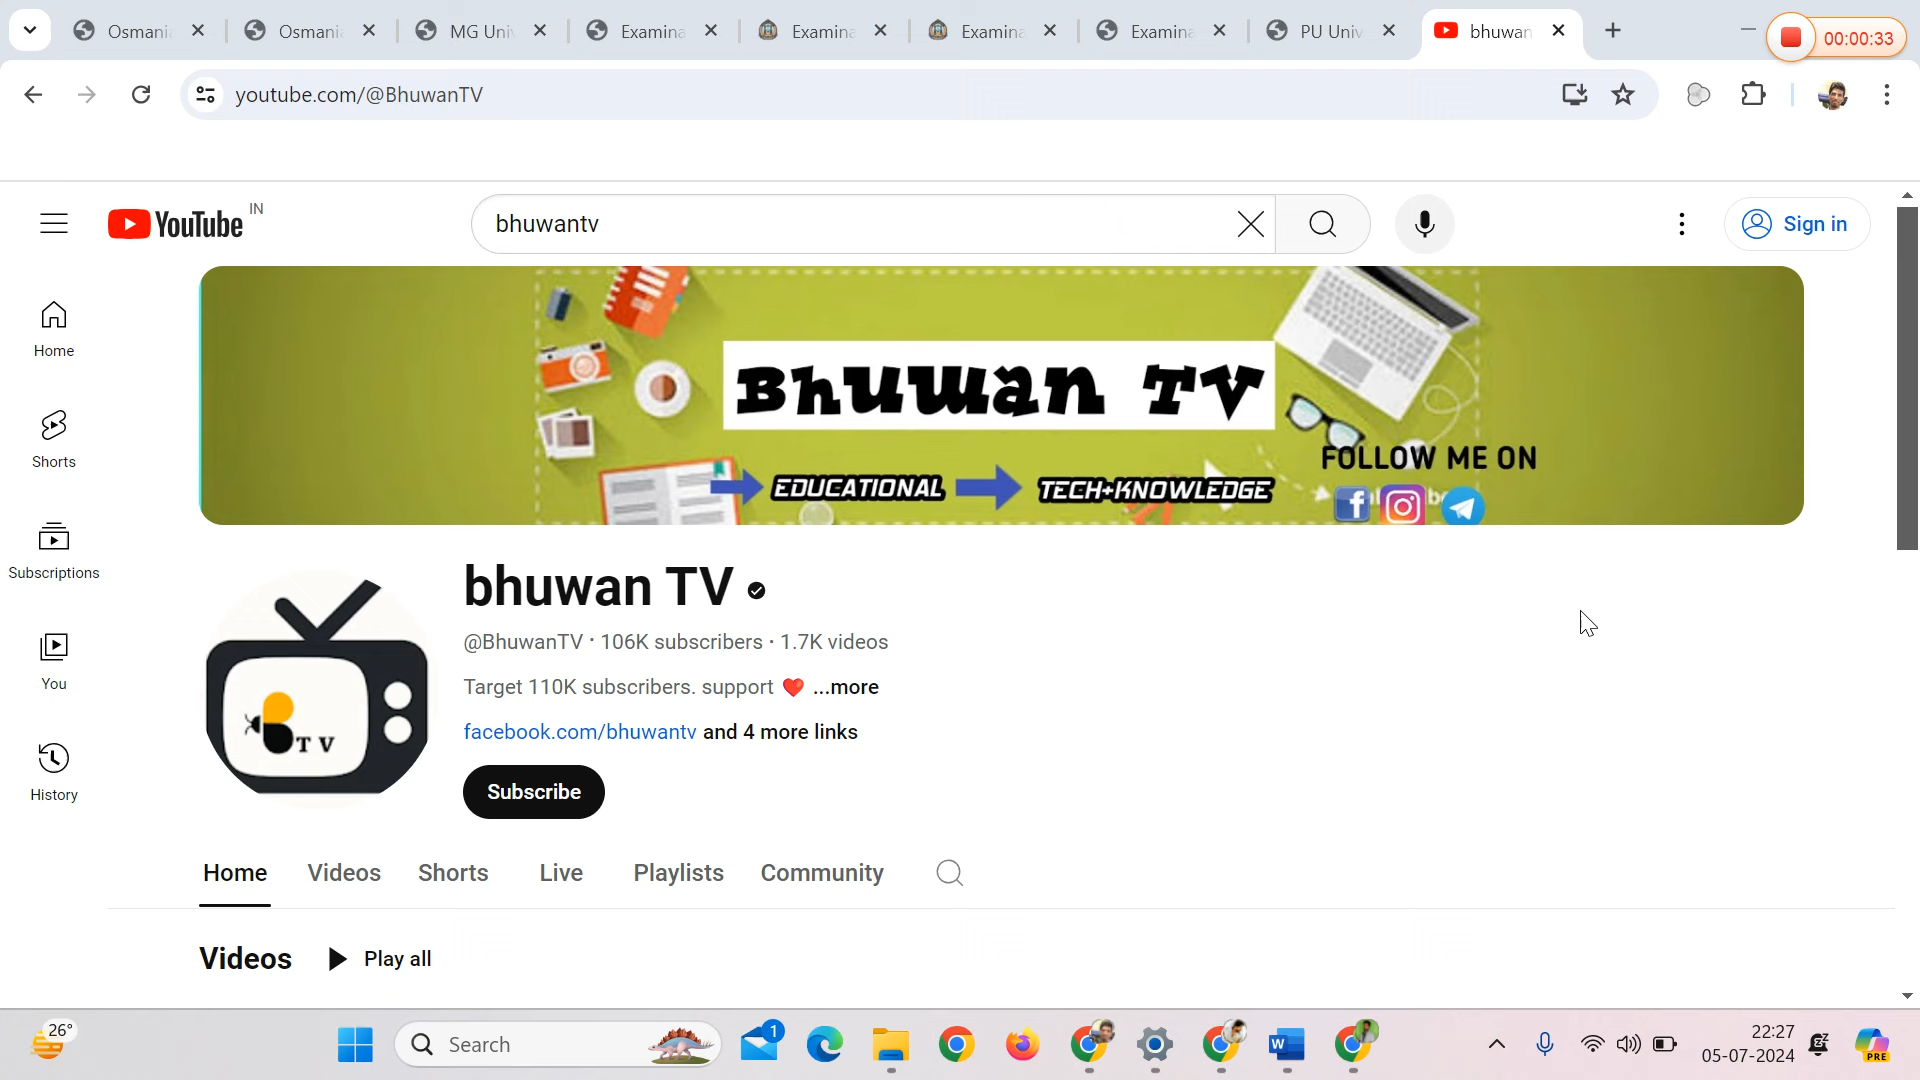 Osmani
Osmani
MG Uni
Examina
Examina
Examina
Examina
PU Univ
bhuwan
00:00:33
youtube.com/@BhuwanTV
YouTube IN
bhuwantv
Sign in
Home
Shorts
Subscriptions
You
History
Bhuwan TV
EDUCATIONAL
TECH+KNOWLEDGE
FOLLOW ME ON
bhuwan TV
@BhuwanTV • 106K subscribers • 1.7K videos
Target 110K subscribers. support ❤️ ...more
facebook.com/bhuwantv and 4 more links
Subscribe
Home Videos Shorts Live Playlists Community
Videos Play all
26°
Search
1
22:27
05-07-2024
PRE